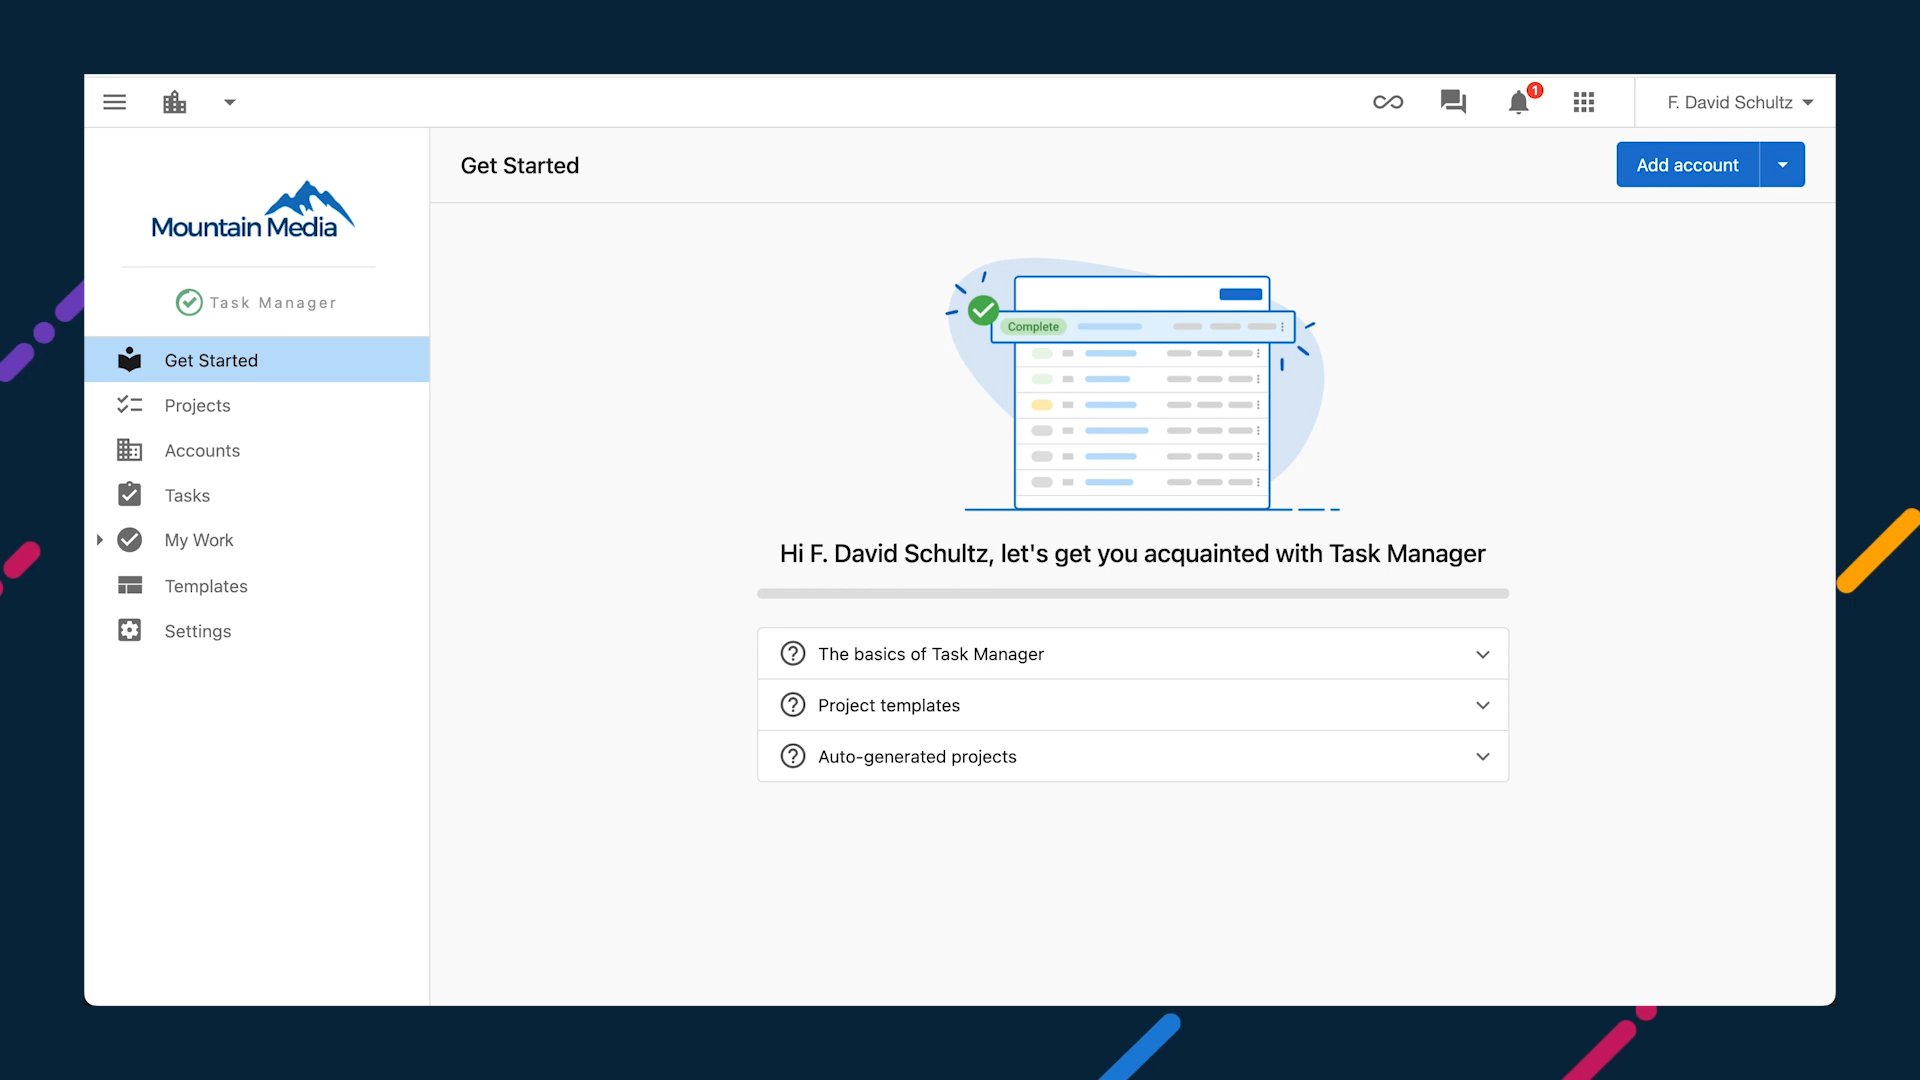 1
F. David Schultz
Mountain Media
Task Manager
Get Started
Projects
Accounts
Tasks
My Work
Templates
Settings
Get Started
Add account
Complete
Hi F. David Schultz, let's get you acquainted with Task Manager
The basics of Task Manager
Project templates
Auto-generated projects